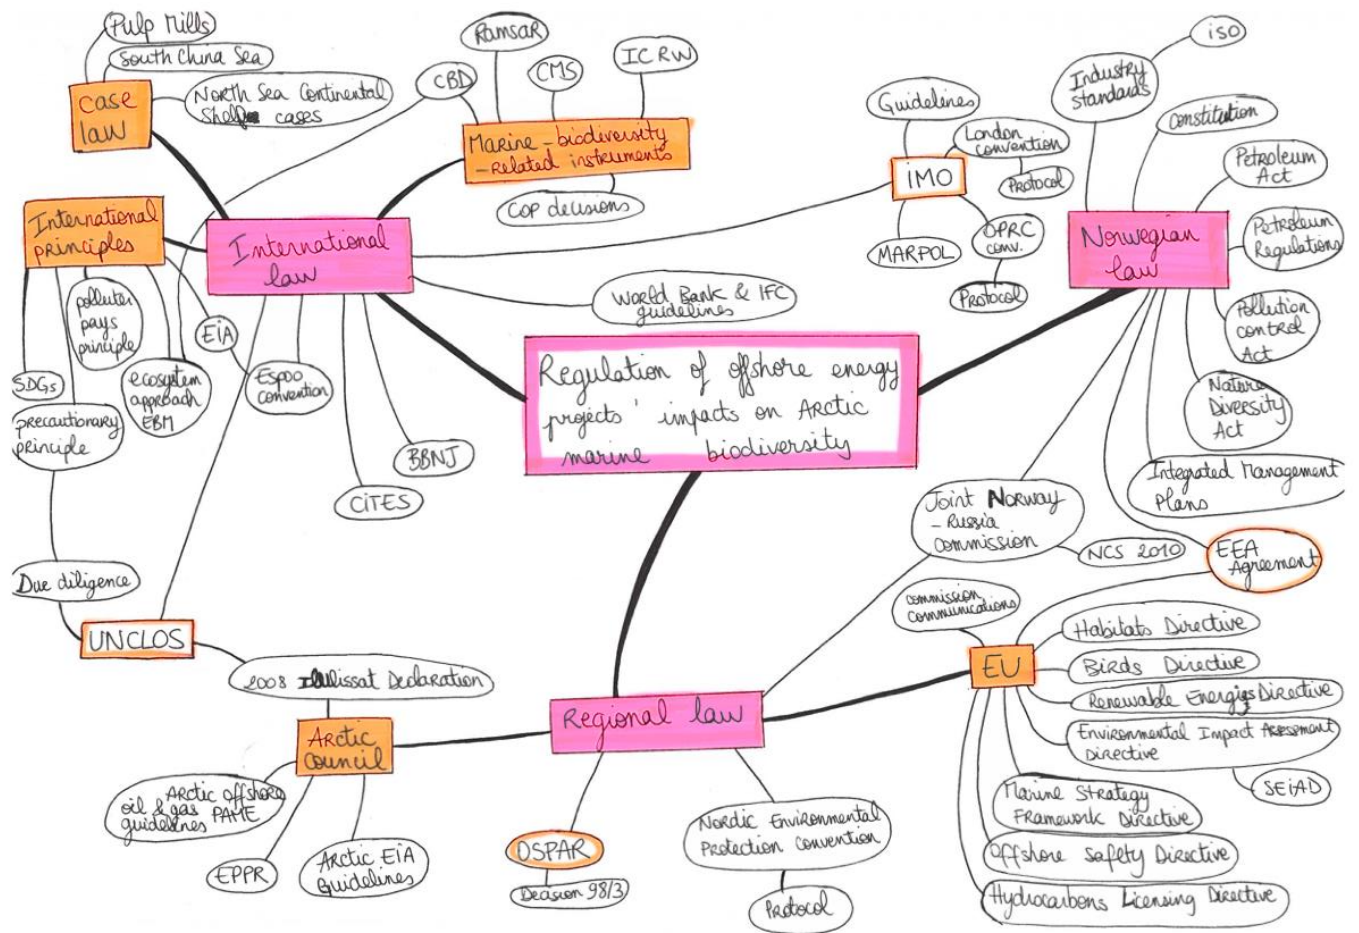 Pulp Mills
South China Sea
case
law
North Sea Continental
Shelf cases
International
principles
SDGs
polluter
pays
principle
EiA
ecosystem
approach
EBM
precautionary
principle
Due diligence
UNCLOS
International
law
CBD
Ramsar
CMS
ICRW
Marine - biodiversity
- related instruments
COP decisions
Espoo
convention
BBNJ
CiTES
World Bank & IFC
guidelines
Guidelines
London
convention
Protocol
iMO
MARPOL
OPRC
conv.
Protocol
iSO
Industry
standards
Constitution
Petroleum
Act
Norwegian
law
Petroleum
Regulations
Pollution
control
Act
Nature
Diversity
Act
Integrated Management
Plans
Regulation of offshore energy
projects' impacts on Arctic
marine biodiversity
Joint Norway
- Russia
commission
NCS 2010
EEA
Agreement
commission
communications
EU
Habitats Directive
Birds Directive
Renewable Energies Directive
Environmental Impact Assessment
Directive
SEiAD
Marine Strategy
Framework Directive
Offshore Safety Directive
Hydrocarbons Licensing Directive
2008 Ilulissat Declaration
Arctic
council
Arctic offshore
oil & gas PAME
guidelines
EPPR
Arctic EiA
Guidelines
Regional law
OSPAR
Decision 98/3
Nordic Environmental
Protection Convention
Protocol